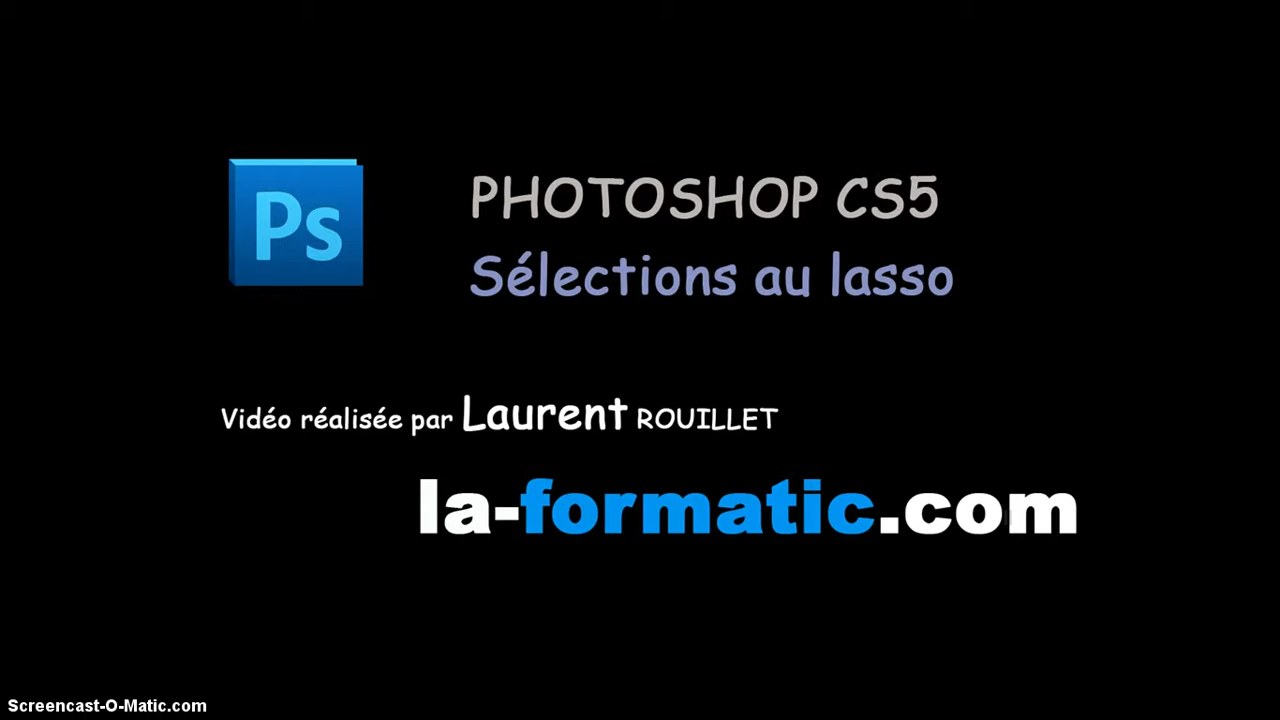 Ps
PHOTOSHOP CS5
Sélections au lasso
Vidéo réalisée par Laurent ROUILLET
la-formatic.com
Screencast-O-Matic.com